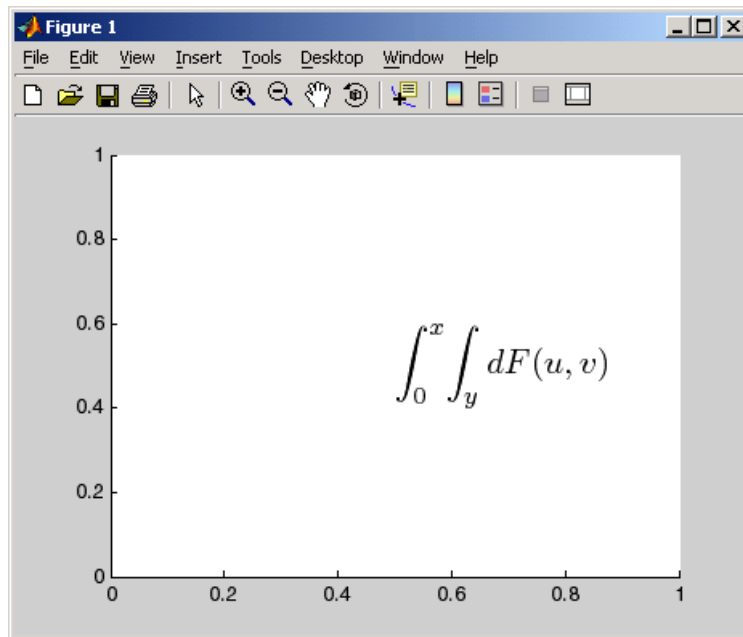 Figure 1
File Edit View Insert Tools Desktop Window Help
1
0.8
0.6
∫₀ˣ ∫_y dF(u, v)
0.4
0.2
0
0 0.2 0.4 0.6 0.8 1